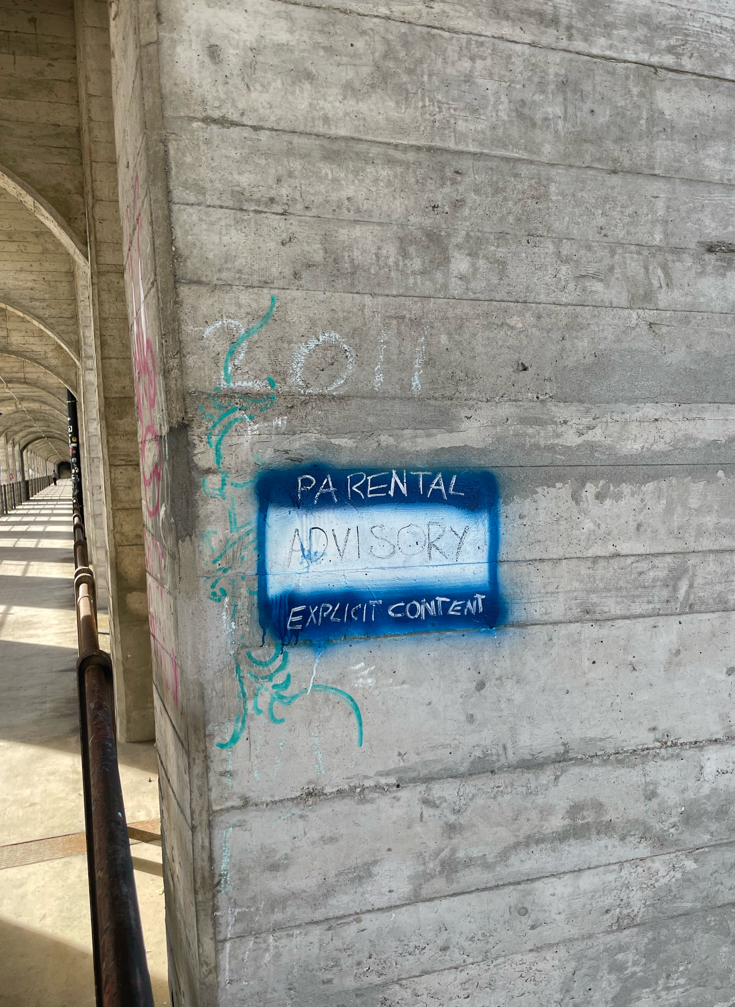 2011
PARENTAL
ADVISORY
EXPLICIT CONTENT